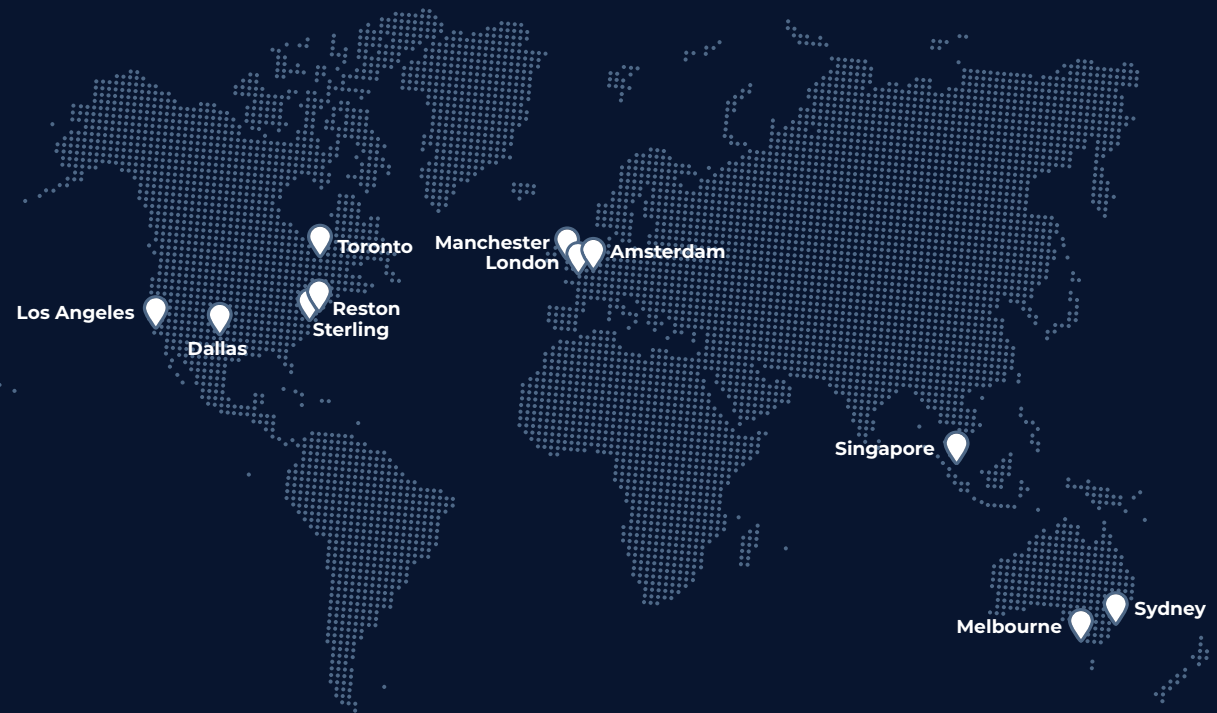 Toronto
Manchester
London
Amsterdam
Los Angeles
Dallas
Reston
Sterling
Singapore
Melbourne
Sydney